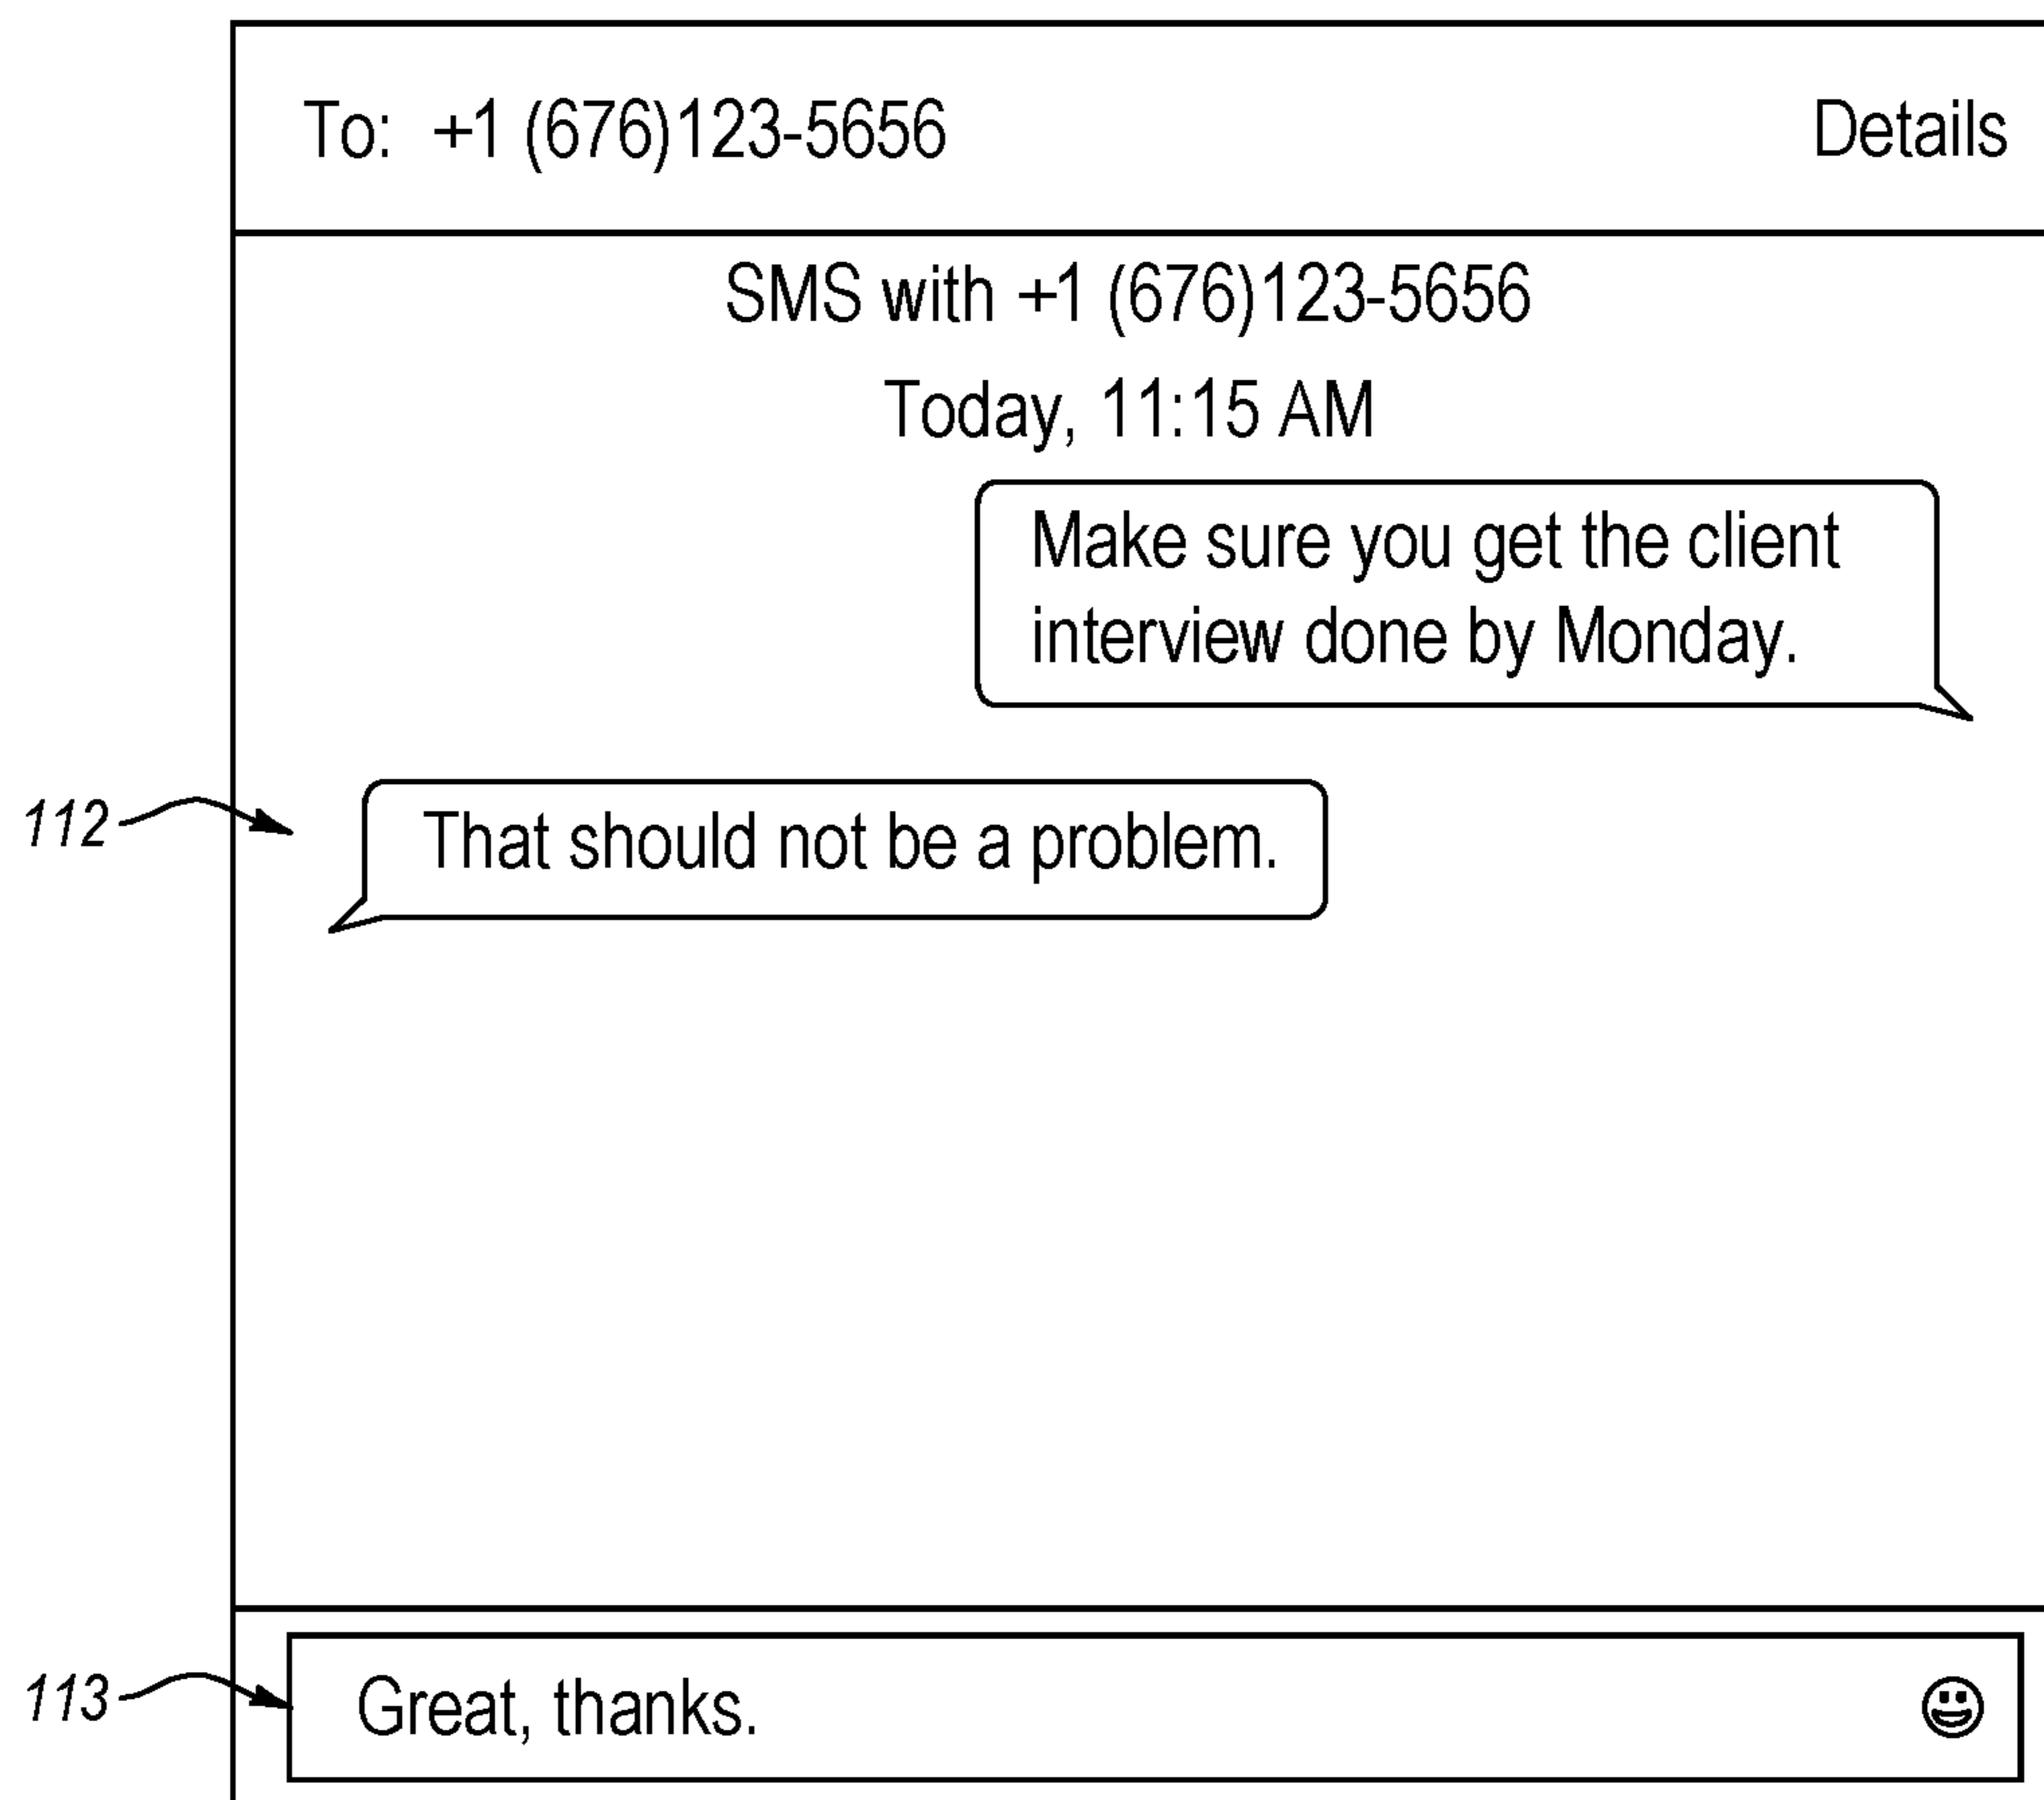 To: +1 (676)123-5656 Details
SMS with +1 (676)123-5656
Today, 11:15 AM
Make sure you get the client
interview done by Monday.
112
That should not be a problem.
113
Great, thanks.